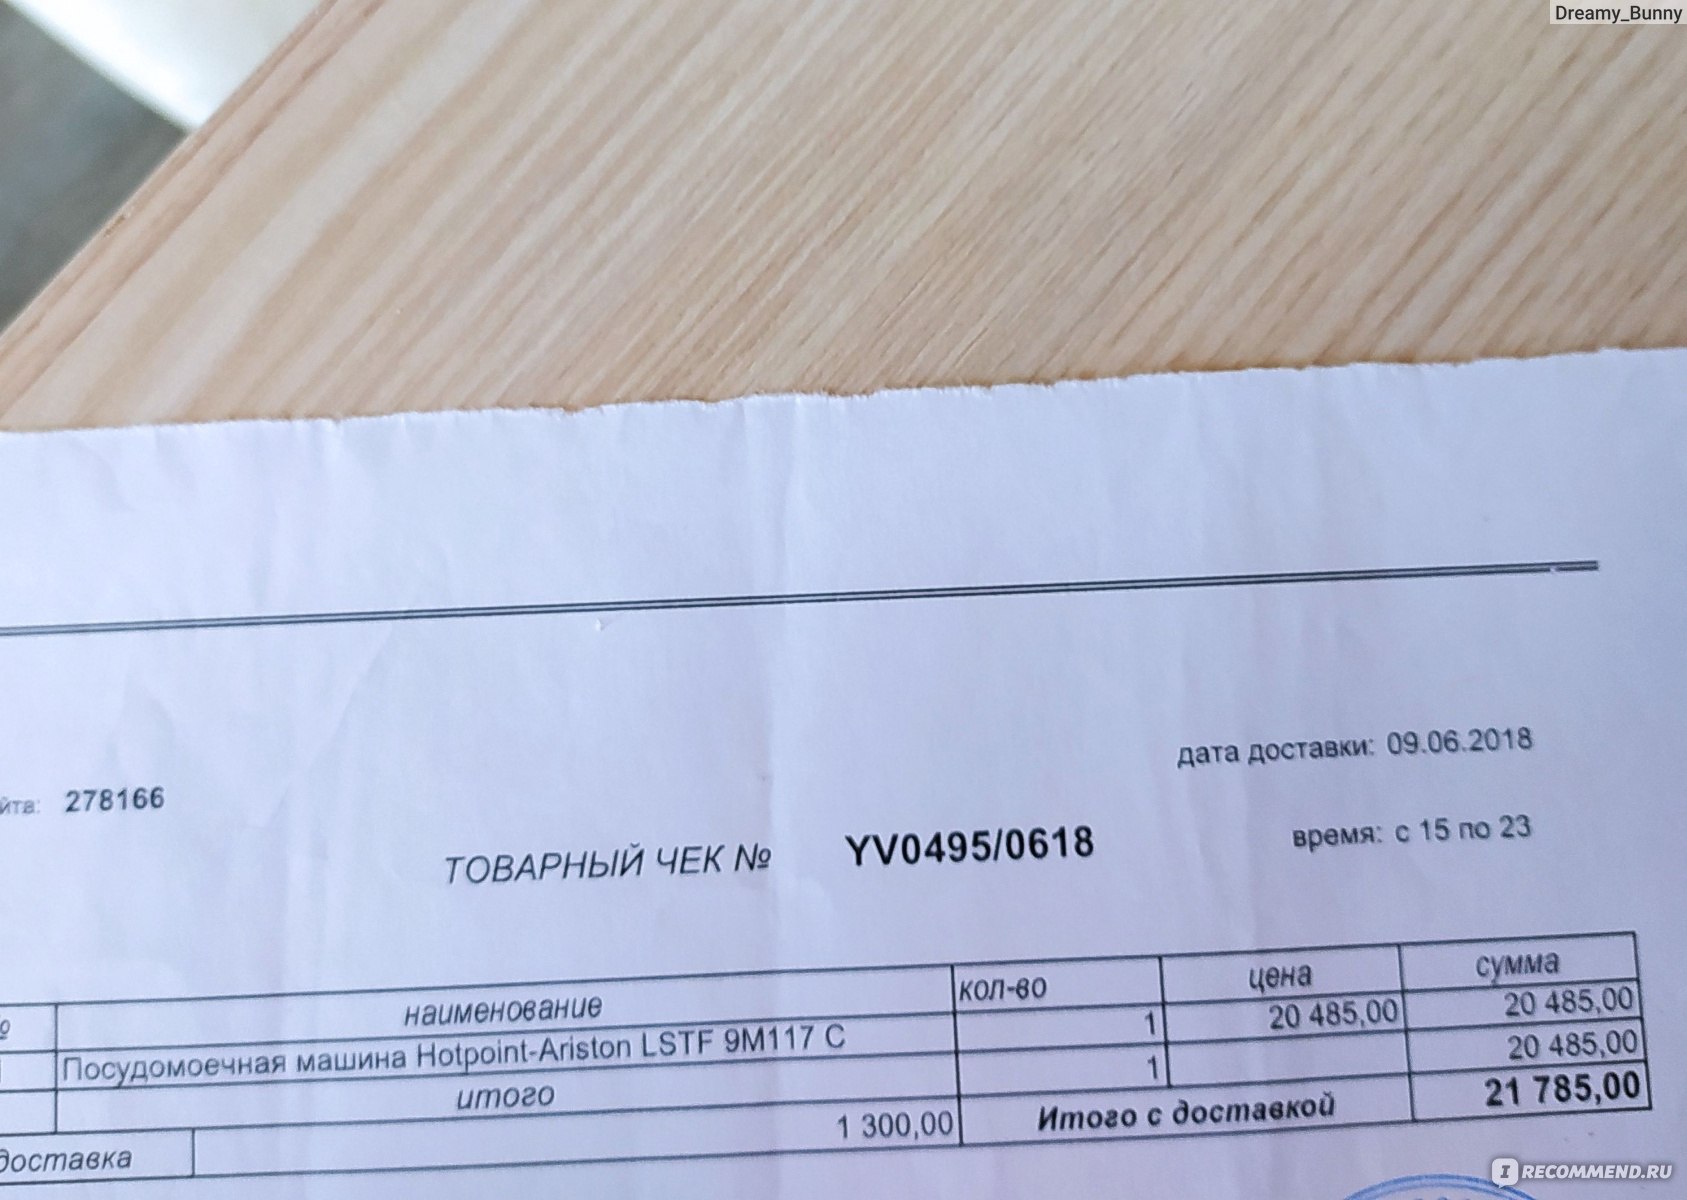 Dreamy_Bunny
дата доставки: 09.06.2018
йта: 278166
время: с 15 по 23
ТОВАРНЫЙ ЧЕК № YV0495/0618
№ наименование кол-во цена сумма
1 Посудомоечная машина Hotpoint-Ariston LSTF 9M117 C 1 20 485,00 20 485,00
итого 1 20 485,00
доставка 1 300,00 Итого с доставкой 21 785,00
IRECOMMEND.RU